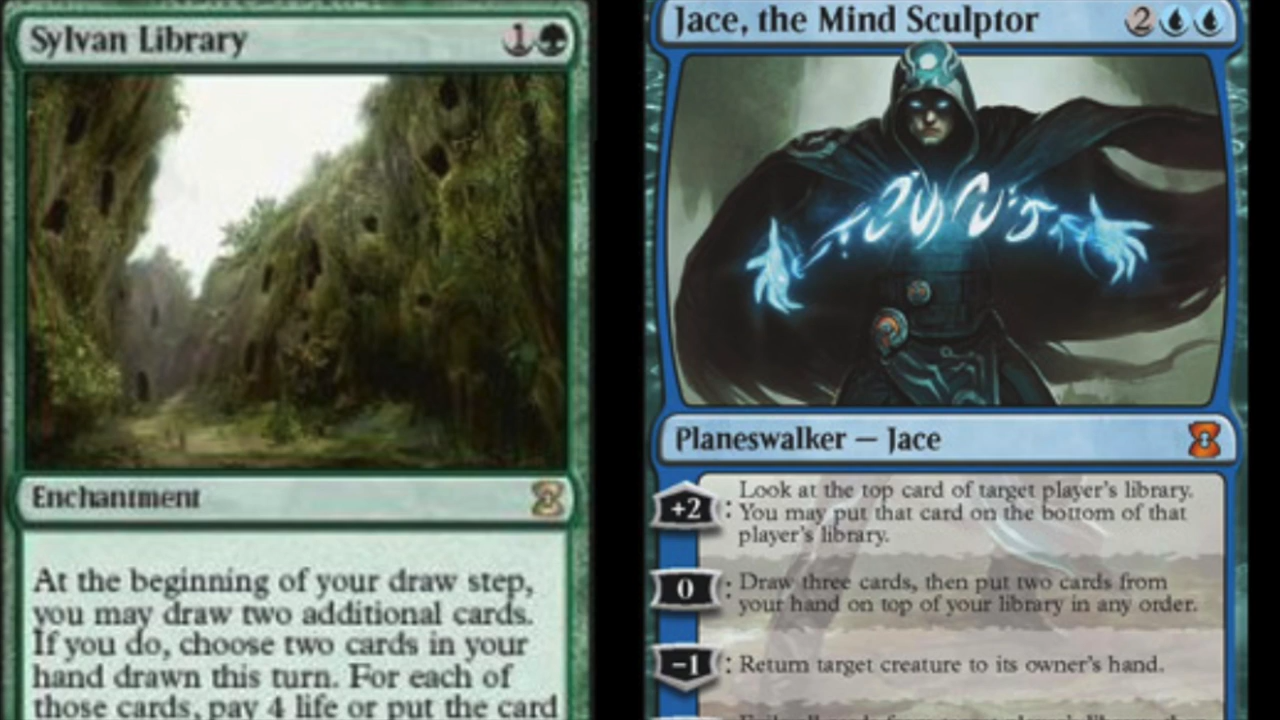 Sylvan Library 1
Enchantment
At the beginning of your draw step,
you may draw two additional cards.
If you do, choose two cards in your
hand drawn this turn. For each of
those cards, pay 4 life or put the card
Jace, the Mind Sculptor 2
Planeswalker — Jace
+2 : Look at the top card of target player's library.
You may put that card on the bottom of that
player's library.
0 : Draw three cards, then put two cards from
your hand on top of your library in any order.
−1 : Return target creature to its owner's hand.